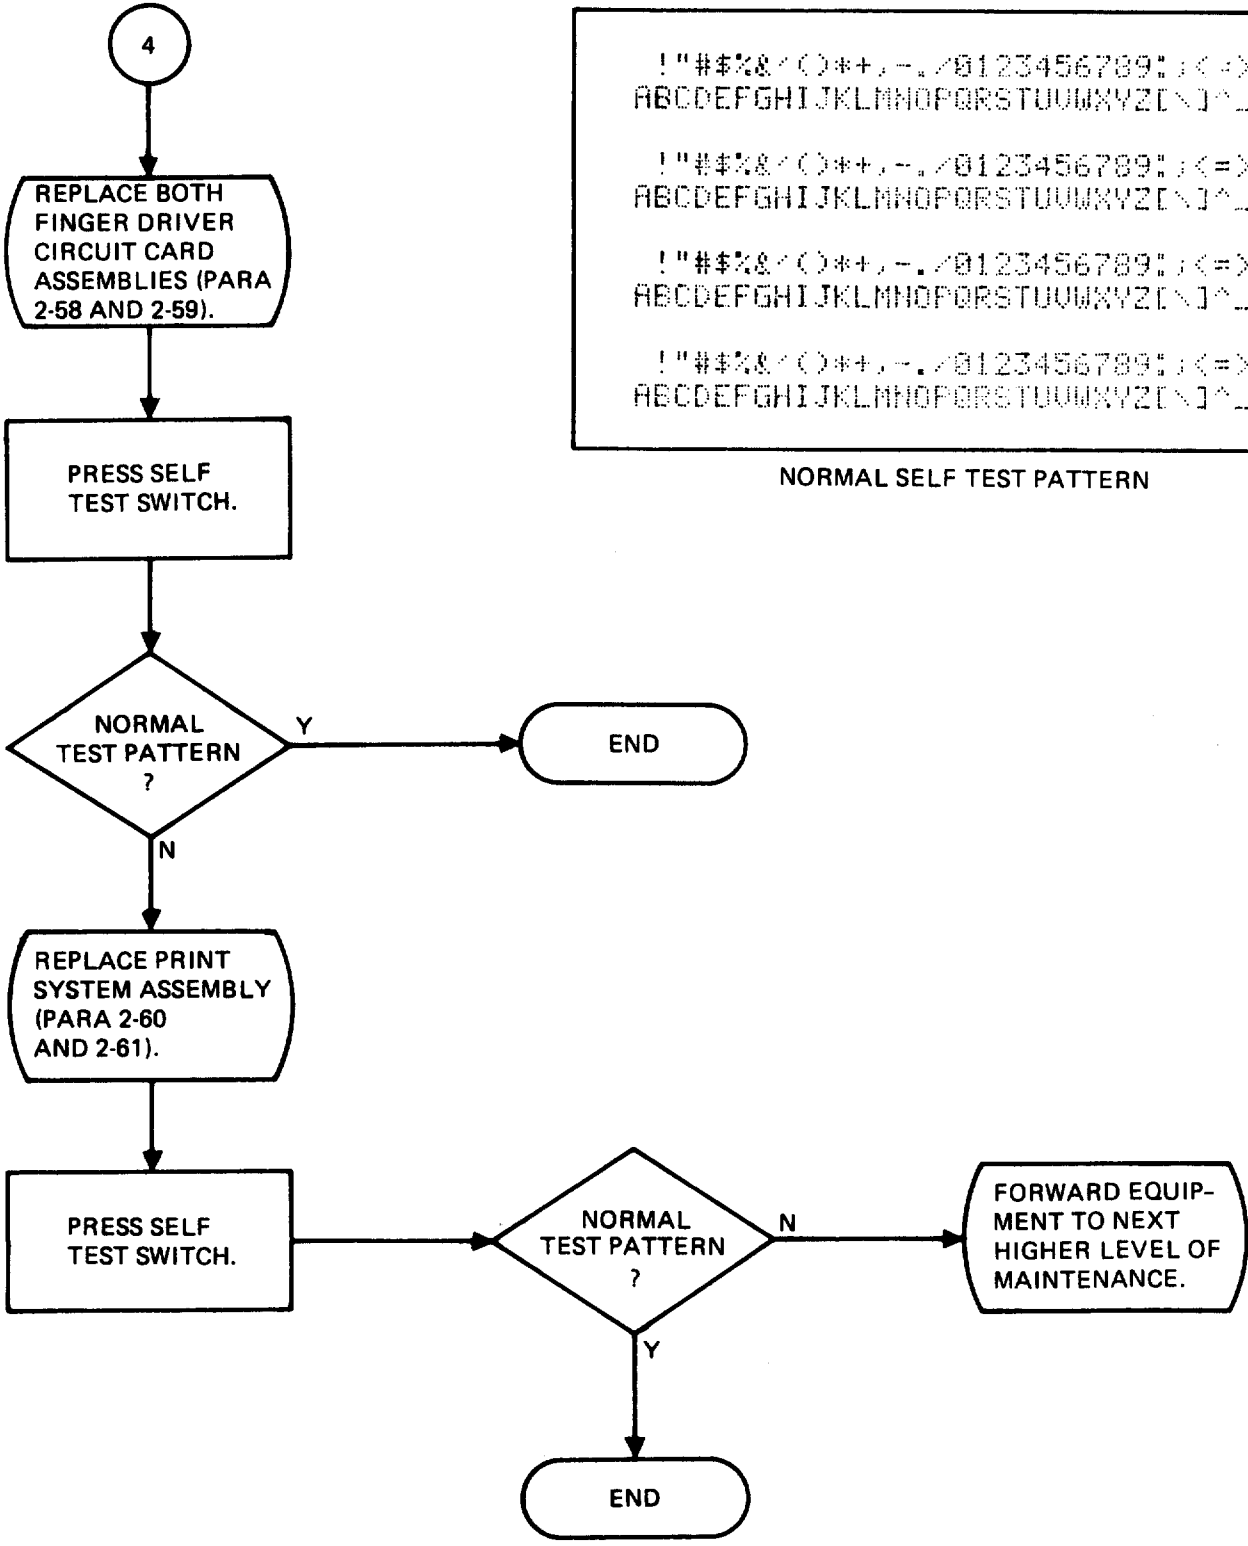 4
REPLACE BOTH
FINGER DRIVER
CIRCUIT CARD
ASSEMBLIES (PARA
2-58 AND 2-59).
!"#$%&'()*+,-./0123456789:;<=>
ABCDEFGHIJKLMNOPQRSTUVWXYZ[\]^_
!"#$%&'()*+,-./0123456789:;<=>
ABCDEFGHIJKLMNOPQRSTUVWXYZ[\]^_
!"#$%&'()*+,-./0123456789:;<=>
ABCDEFGHIJKLMNOPQRSTUVWXYZ[\]^_
!"#$%&'()*+,-./0123456789:;<=>
ABCDEFGHIJKLMNOPQRSTUVWXYZ[\]^_
NORMAL SELF TEST PATTERN
PRESS SELF
TEST SWITCH.
NORMAL
TEST PATTERN
?
Y
END
N
REPLACE PRINT
SYSTEM ASSEMBLY
(PARA 2-60
AND 2-61).
PRESS SELF
TEST SWITCH.
NORMAL
TEST PATTERN
?
N
FORWARD EQUIP-
MENT TO NEXT
HIGHER LEVEL OF
MAINTENANCE.
Y
END